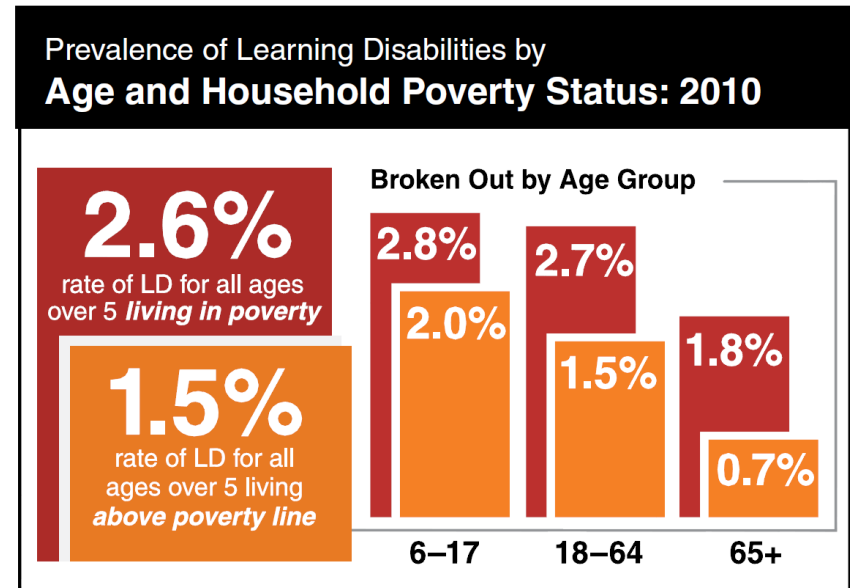 Prevalence of Learning Disabilities by
Age and Household Poverty Status: 2010
2.6%
rate of LD for all ages
over 5 living in poverty
1.5%
rate of LD for all
ages over 5 living
above poverty line
Broken Out by Age Group
2.8%
2.0%
2.7%
1.5%
1.8%
0.7%
6–17
18–64
65+